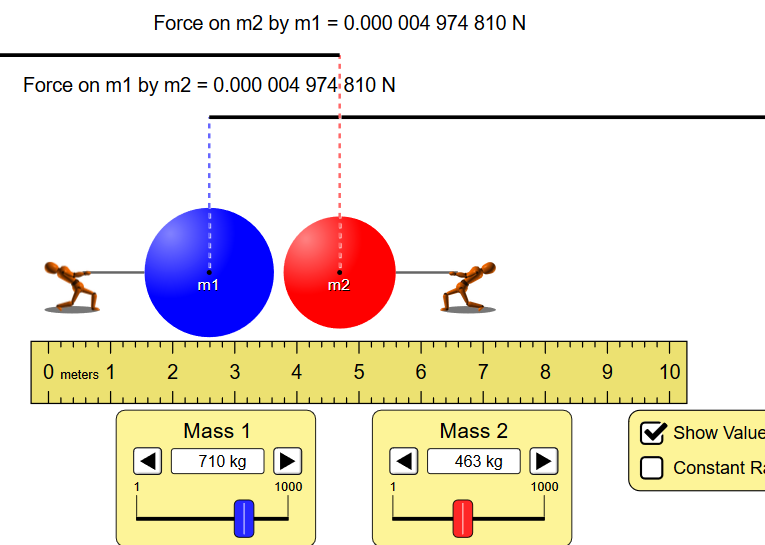 Force on m2 by m1 = 0.000 004 974 810 N
Force on m1 by m2 = 0.000 004 974 810 N
m1 m2
0 meters 1 2 3 4 5 6 7 8 9 10
Mass 1
710 kg
1 1000
Mass 2
463 kg
1 1000
Show Value
Constant Ra